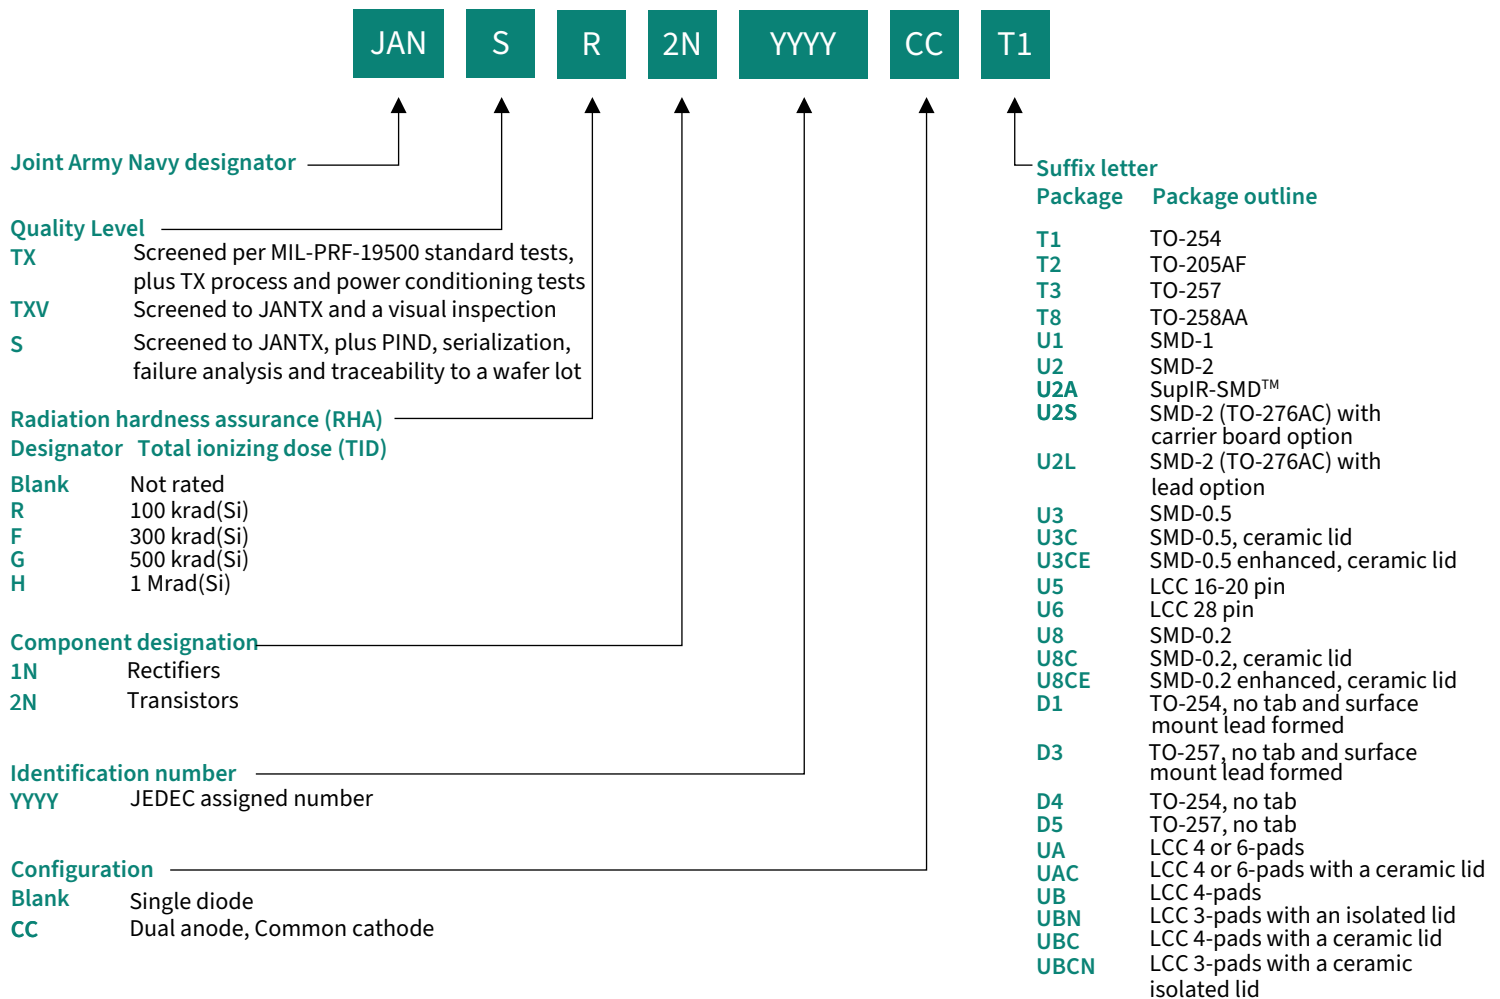 JAN S R 2N YYYY CC T1
Joint Army Navy designator
Quality Level
TX Screened per MIL-PRF-19500 standard tests,
plus TX process and power conditioning tests
TXV Screened to JANTX and a visual inspection
S Screened to JANTX, plus PIND, serialization,
failure analysis and traceability to a wafer lot
Radiation hardness assurance (RHA)
Designator Total ionizing dose (TID)
Blank Not rated
R 100 krad(Si)
F 300 krad(Si)
G 500 krad(Si)
H 1 Mrad(Si)
Component designation
1N Rectifiers
2N Transistors
Identification number
YYYY JEDEC assigned number
Configuration
Blank Single diode
CC Dual anode, Common cathode
Suffix letter
Package Package outline
T1 TO-254
T2 TO-205AF
T3 TO-257
T8 TO-258AA
U1 SMD-1
U2 SMD-2
U2A SupIR-SMD™
U2S SMD-2 (TO-276AC) with
carrier board option
U2L SMD-2 (TO-276AC) with
lead option
U3 SMD-0.5
U3C SMD-0.5, ceramic lid
U3CE SMD-0.5 enhanced, ceramic lid
U5 LCC 16-20 pin
U6 LCC 28 pin
U8 SMD-0.2
U8C SMD-0.2, ceramic lid
U8CE SMD-0.2 enhanced, ceramic lid
D1 TO-254, no tab and surface
mount lead formed
D3 TO-257, no tab and surface
mount lead formed
D4 TO-254, no tab
D5 TO-257, no tab
UA LCC 4 or 6-pads
UAC LCC 4 or 6-pads with a ceramic lid
UB LCC 4-pads
UBN LCC 3-pads with an isolated lid
UBC LCC 4-pads with a ceramic lid
UBCN LCC 3-pads with a ceramic
isolated lid